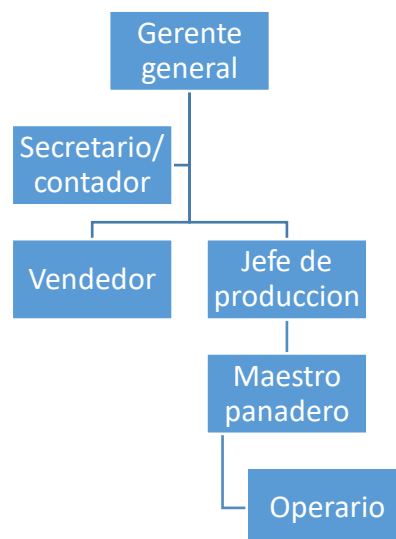 Gerente
general
Secretario/
contador
Vendedor
Jefe de
produccion
Maestro
panadero
Operario